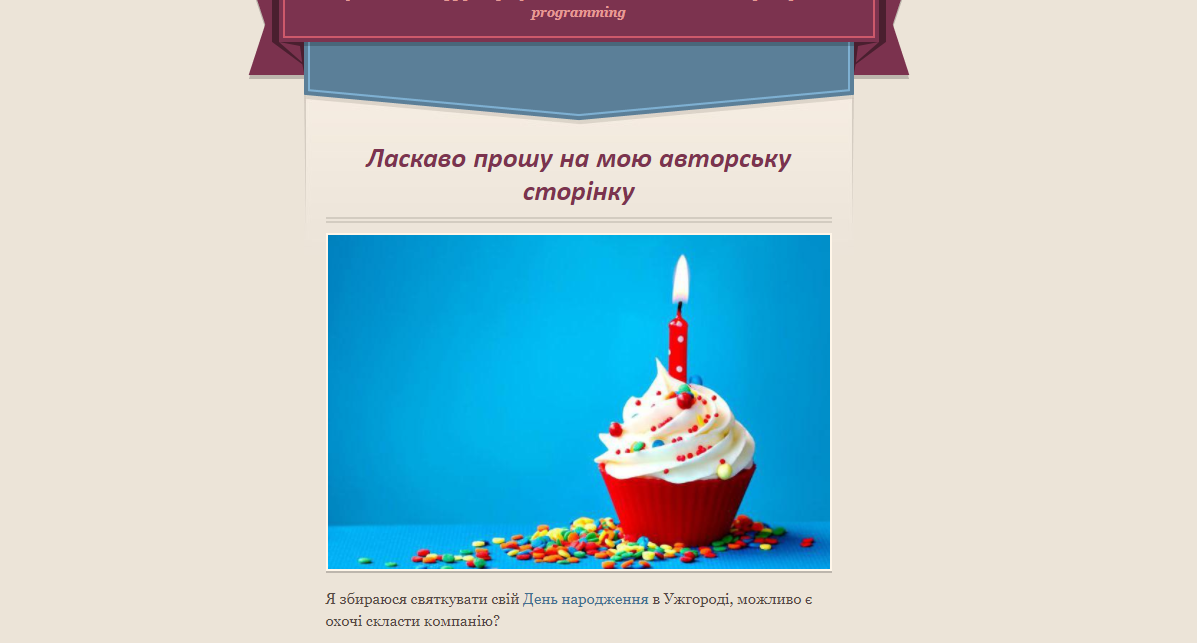 programming
Ласкаво прошу на мою авторську
сторінку
Я збираюся святкувати свій День народження в Ужгороді, можливо є
охочі скласти компанію?